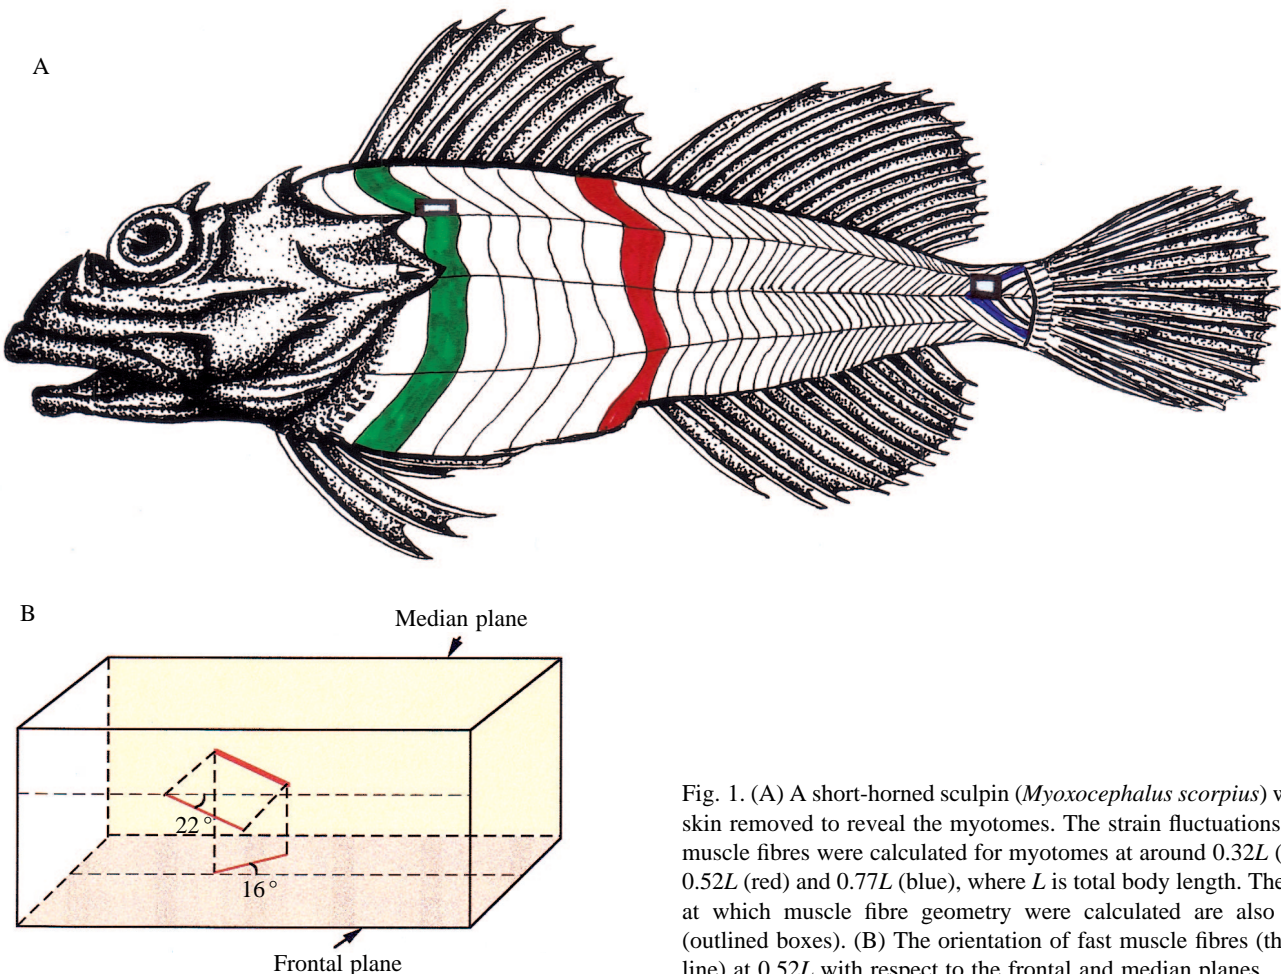 A
B
Median plane
22°
16°
Frontal plane
Fig. 1. (A) A short-horned sculpin (Myoxocephalus scorpius)
skin removed to reveal the myotomes. The strain fluctuations
muscle fibres were calculated for myotomes at around 0.32L (
0.52L (red) and 0.77L (blue), where L is total body length. The
at which muscle fibre geometry were calculated are also
(outlined boxes). (B) The orientation of fast muscle fibres
line) at 0.52L with respect to the frontal and median planes